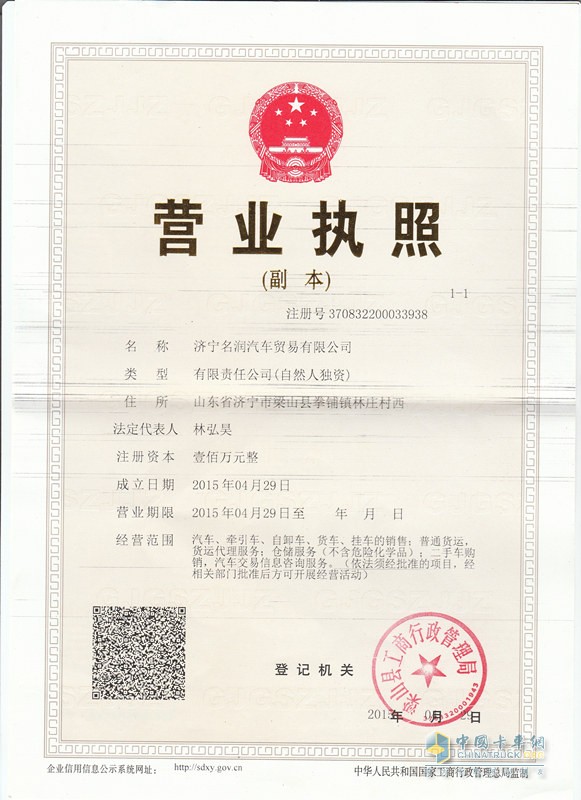 营业执照
(副 本)
1-1
注册号 370832200033938
名 称 济宁名润汽车贸易有限公司
类 型 有限责任公司(自然人独资)
住 所 山东省济宁市梁山县拳铺镇林庄村西
法定代表人 林弘昊
注册资本 壹佰万元整
成立日期 2015年04月29日
营业期限 2015年04月29日至 年 月 日
经营范围 汽车、牵引车、自卸车、货车、挂车的销售；普通货运，
货运代理服务；仓储服务（不含危险化学品）；二手车购
销，汽车交易信息咨询服务。（依法须经批准的项目，经
相关部门批准后方可开展经营活动）
梁山县工商行政管理局
登记机关
2015年 月 29日
中国卡车网
CHINATRUCK.COM
企业信用信息公示系统网址： http://sdxy.gov.cn
中华人民共和国国家工商行政管理总局监制